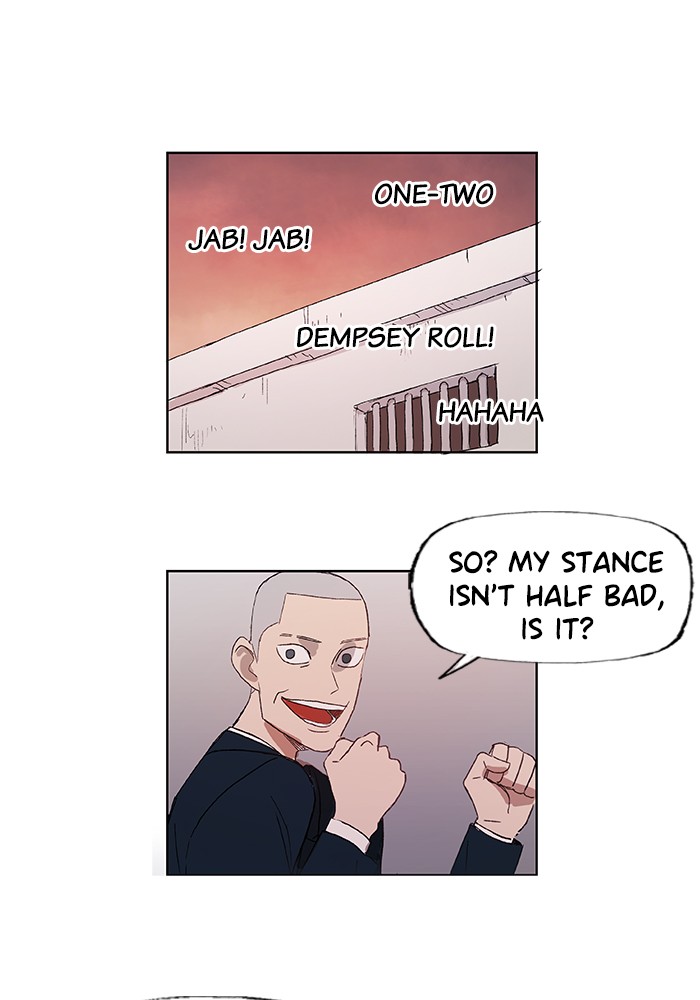 ONE-TWO
JAB! JAB!
DEMPSEY ROLL!
HAHAHA
SO? MY STANCE
ISN'T HALF BAD,
IS IT?